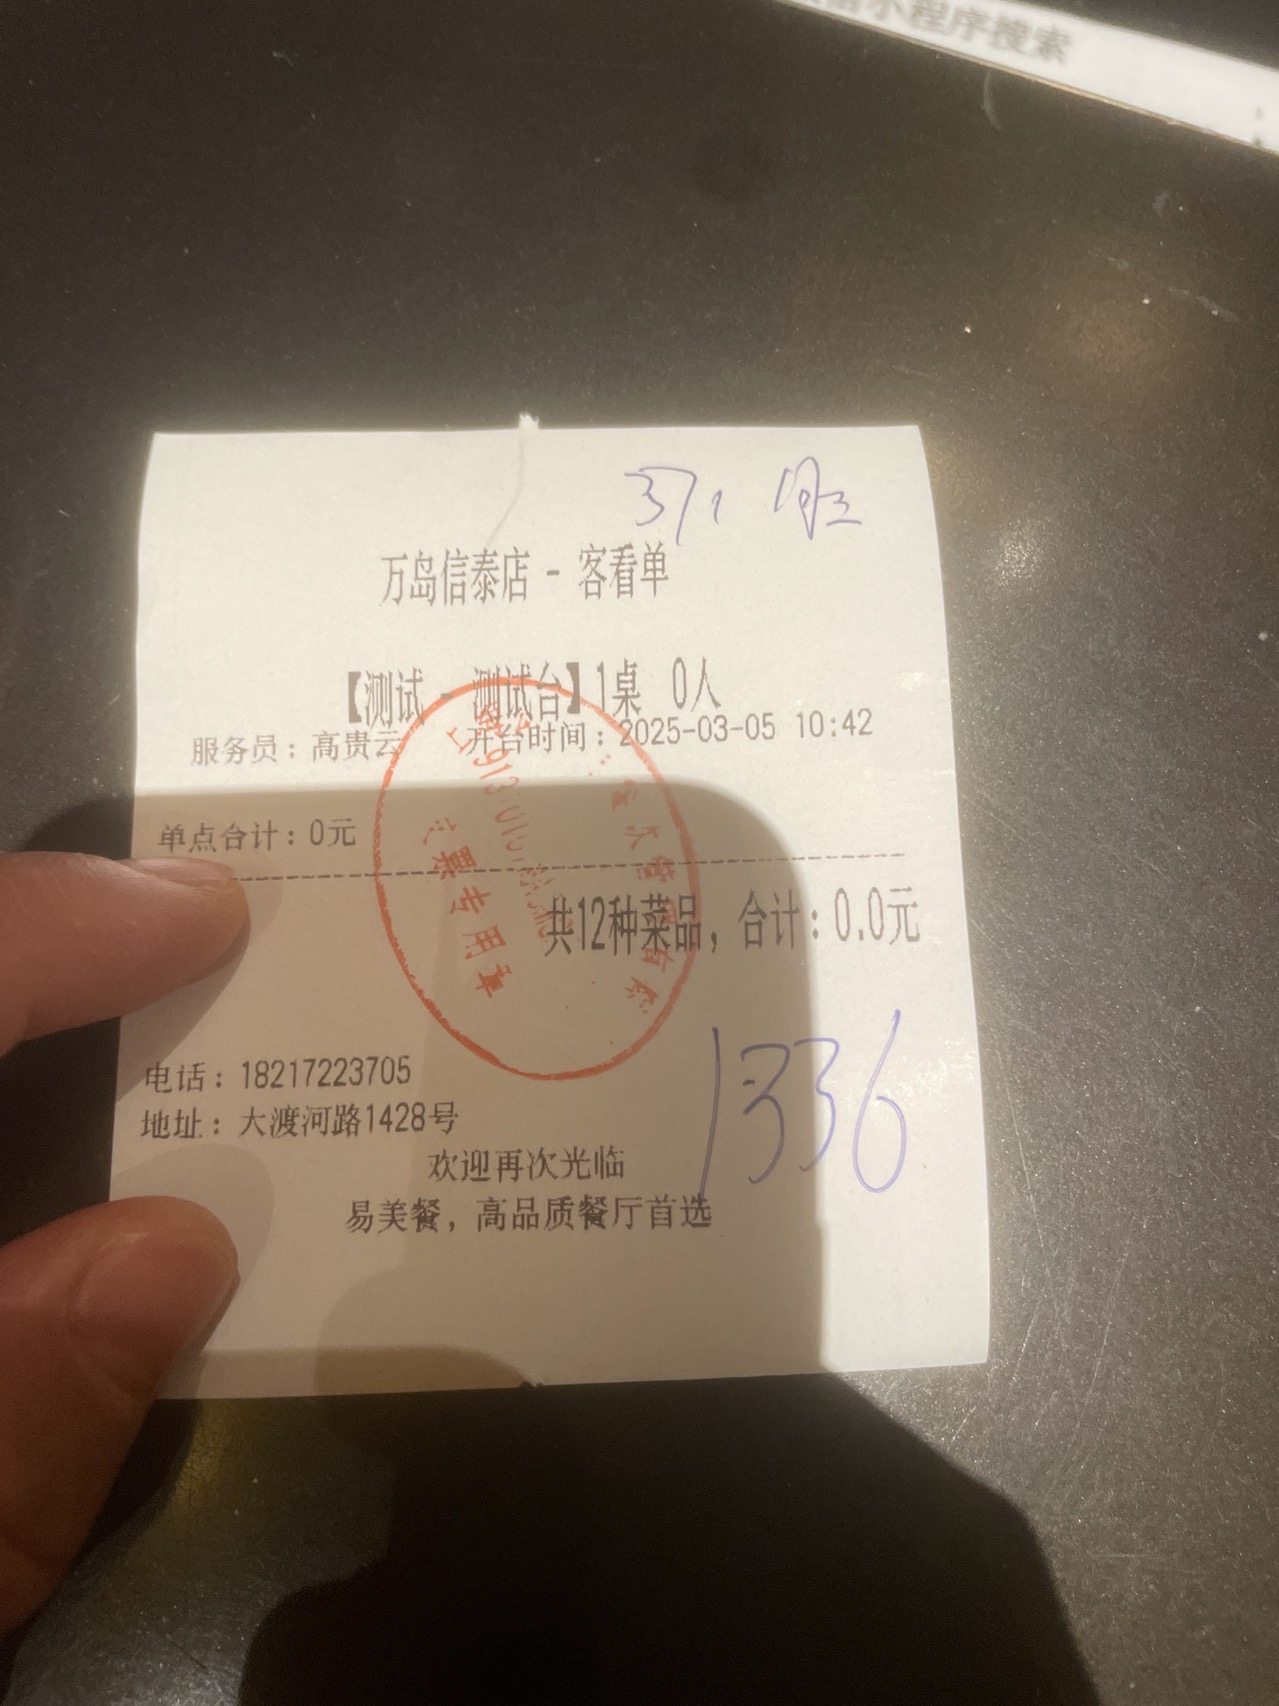 小程序搜索
万岛信泰店 - 客看单
【测试 - 测试台】1桌 0人
服务员：高贵云 开台时间：2025-03-05 10:42
单点合计：0元
共12种菜品，合计：0.0元
专用章
1336
电话：18217223705
地址：大渡河路1428号
欢迎再次光临
易美餐，高品质餐厅首选